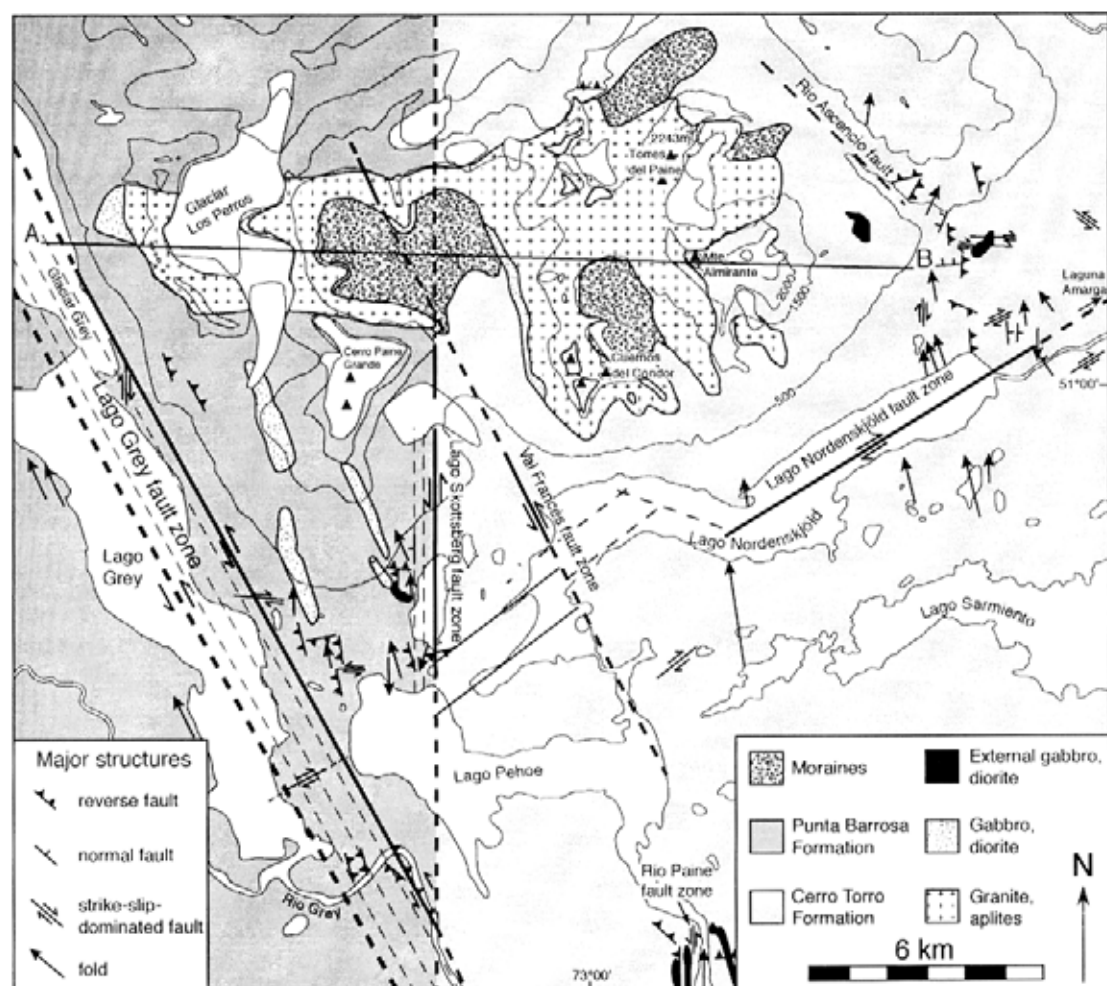 Rio Ascencio fault
2243m
Torres
del Paine
Glaciar
Los Perros
A
B
Mte
Almirante
2000
1500
Laguna
Amarga
Glaciar Grey
Cerro Paine
Grande
Cuernos
del Condor
500
51°00'
Lago Grey fault zone
Lago Skottsberg fault zone
Val Francés fault zone
Lago Nordenskjöld fault zone
Lago
Grey
Lago Nordenskjöld
Lago Sarmiento
Lago Pehoe
Rio Paine
fault zone
Rio Grey
73°00'
Major structures
reverse fault
normal fault
strike-slip-
dominated fault
fold
Moraines
External gabbro,
diorite
Punta Barrosa
Formation
Gabbro,
diorite
Cerro Torro
Formation
Granite,
aplites
6 km
N